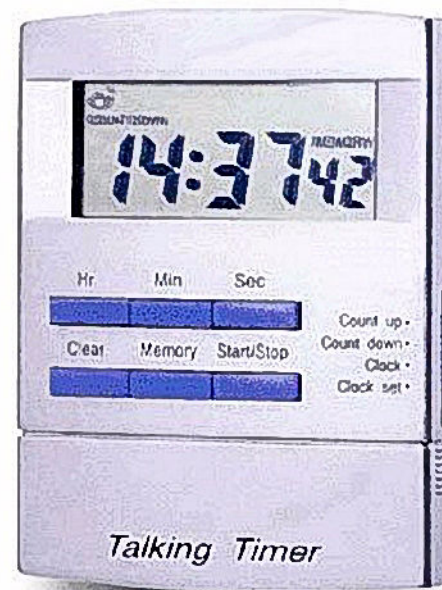 COUNTDOWN
MEMORY
14:37 42
Hr Min Sec
Clear Memory Start/Stop
Count up
Count down
Clock
Clock set
Talking Timer